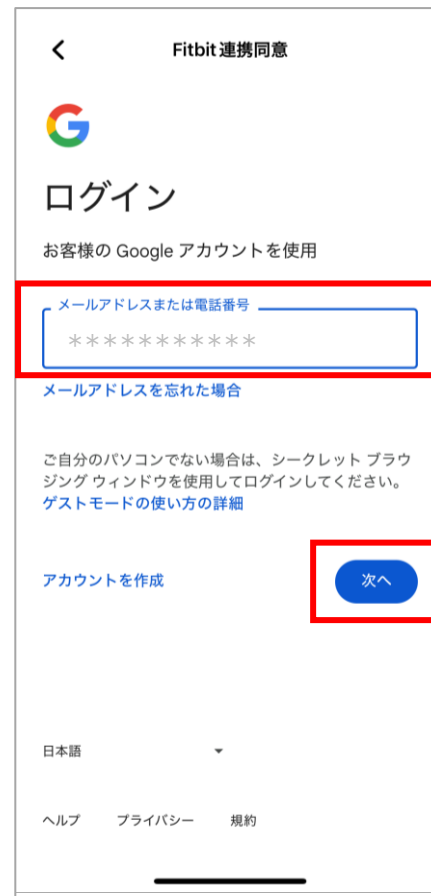 Fitbit連携同意
ログイン
お客様の Google アカウントを使用
メールアドレスまたは電話番号
***********
メールアドレスを忘れた場合
ご自分のパソコンでない場合は、シークレット ブラウ
ジング ウィンドウを使用してログインしてください。
ゲストモードの使い方の詳細
アカウントを作成
次へ
日本語
ヘルプ プライバシー 規約